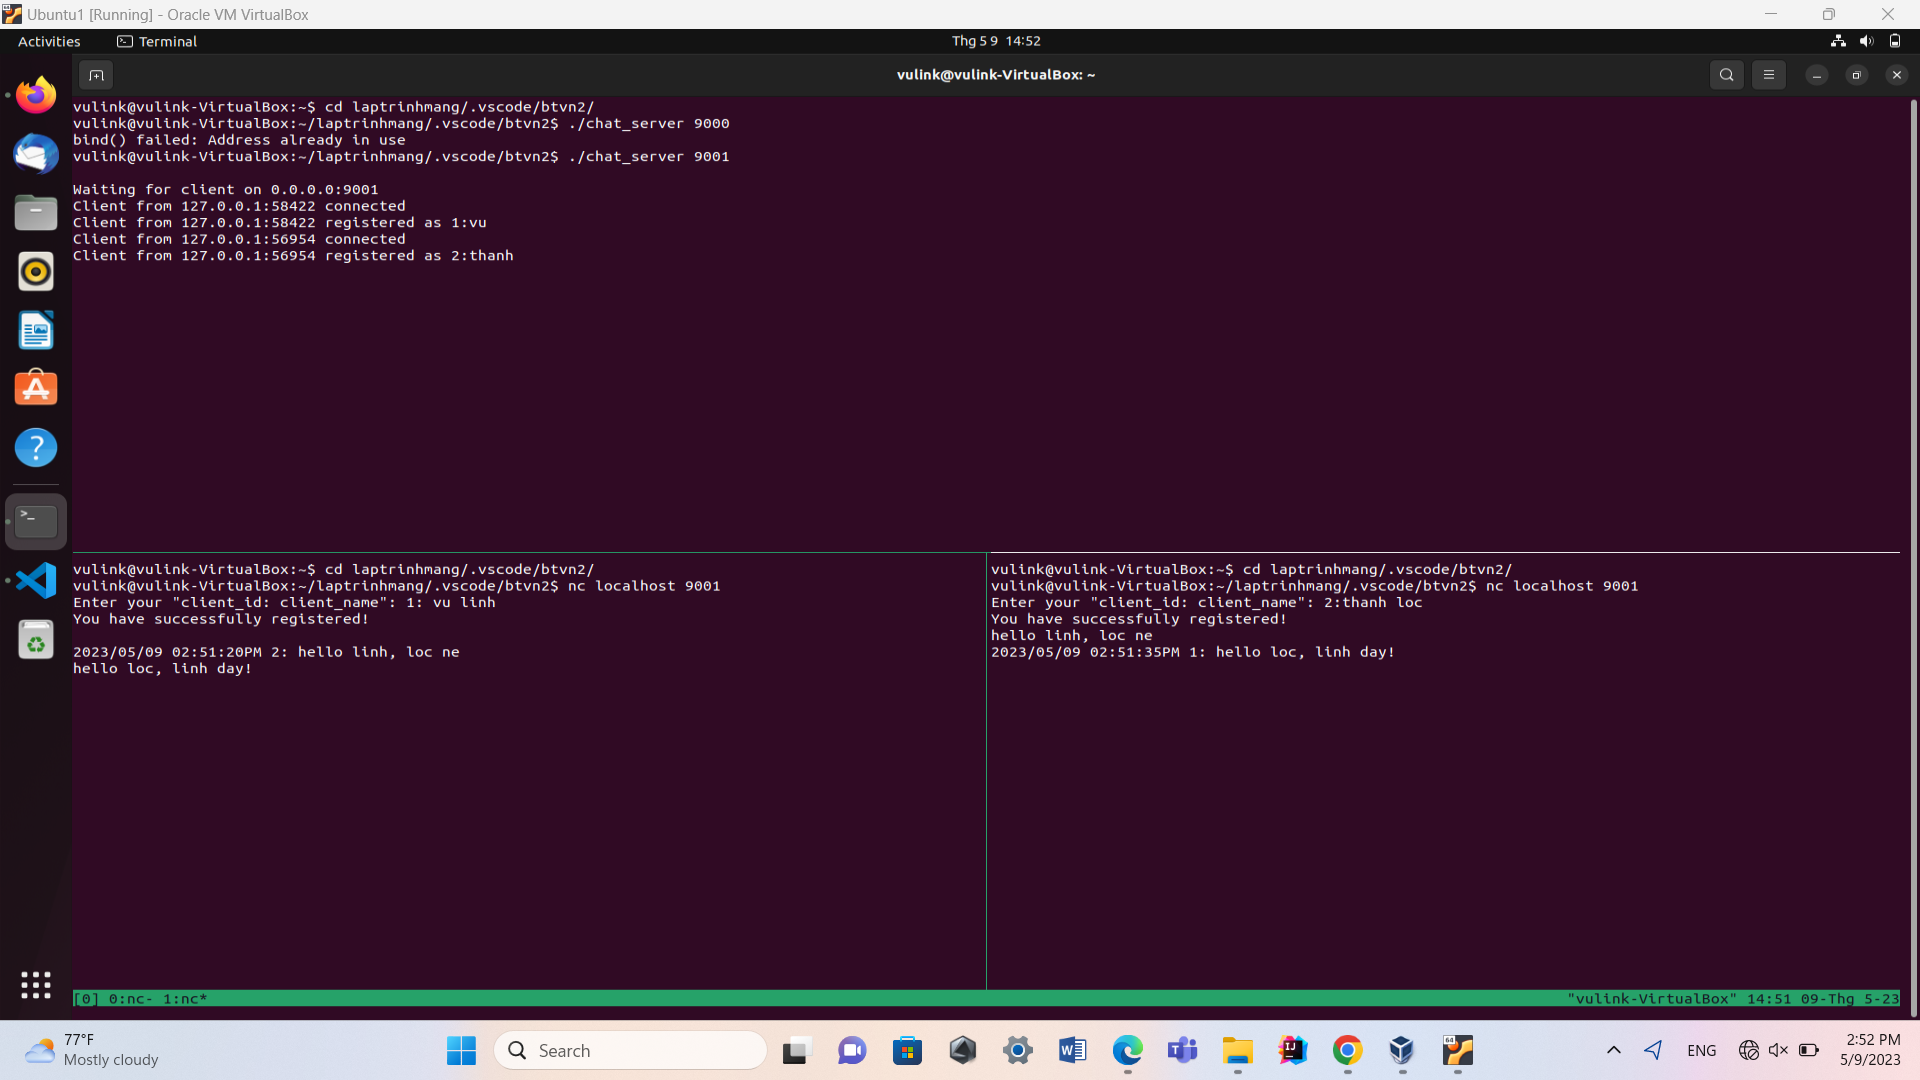 Ubuntu1 [Running] - Oracle VM VirtualBox
Activities
Terminal
Thg 5 9 14:52
vulink@vulink-VirtualBox: ~
vulink@vulink-VirtualBox:~$ cd laptrinhmang/.vscode/btvn2/
vulink@vulink-VirtualBox:~/laptrinhmang/.vscode/btvn2$ ./chat_server 9000
bind() failed: Address already in use
vulink@vulink-VirtualBox:~/laptrinhmang/.vscode/btvn2$ ./chat_server 9001
Waiting for client on 0.0.0.0:9001
Client from 127.0.0.1:58422 connected
Client from 127.0.0.1:58422 registered as 1:vu
Client from 127.0.0.1:56954 connected
Client from 127.0.0.1:56954 registered as 2:thanh
vulink@vulink-VirtualBox:~$ cd laptrinhmang/.vscode/btvn2/
vulink@vulink-VirtualBox:~/laptrinhmang/.vscode/btvn2$ nc localhost 9001
Enter your "client_id: client_name": 1: vu linh
You have successfully registered!
2023/05/09 02:51:20PM 2: hello linh, loc ne
hello loc, linh day!
vulink@vulink-VirtualBox:~$ cd laptrinhmang/.vscode/btvn2/
vulink@vulink-VirtualBox:~/laptrinhmang/.vscode/btvn2$ nc localhost 9001
Enter your "client_id: client_name": 2:thanh loc
You have successfully registered!
hello linh, loc ne
2023/05/09 02:51:35PM 1: hello loc, linh day!
[0] 0:nc- 1:nc*
"vulink-VirtualBox" 14:51 09-Thg 5-23
77°F
Mostly cloudy
Search
ENG
2:52 PM
5/9/2023